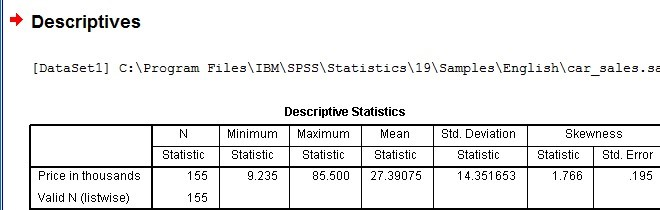 Descriptives
[DataSet1] C:\Program Files\IBM\SPSS\Statistics\19\Samples\English\car_sales.sa
Descriptive Statistics
N Minimum Maximum Mean Std. Deviation Skewness
Statistic Statistic Statistic Statistic Statistic Statistic Std. Error
Price in thousands 155 9.235 85.500 27.39075 14.351653 1.766 .195
Valid N (listwise) 155